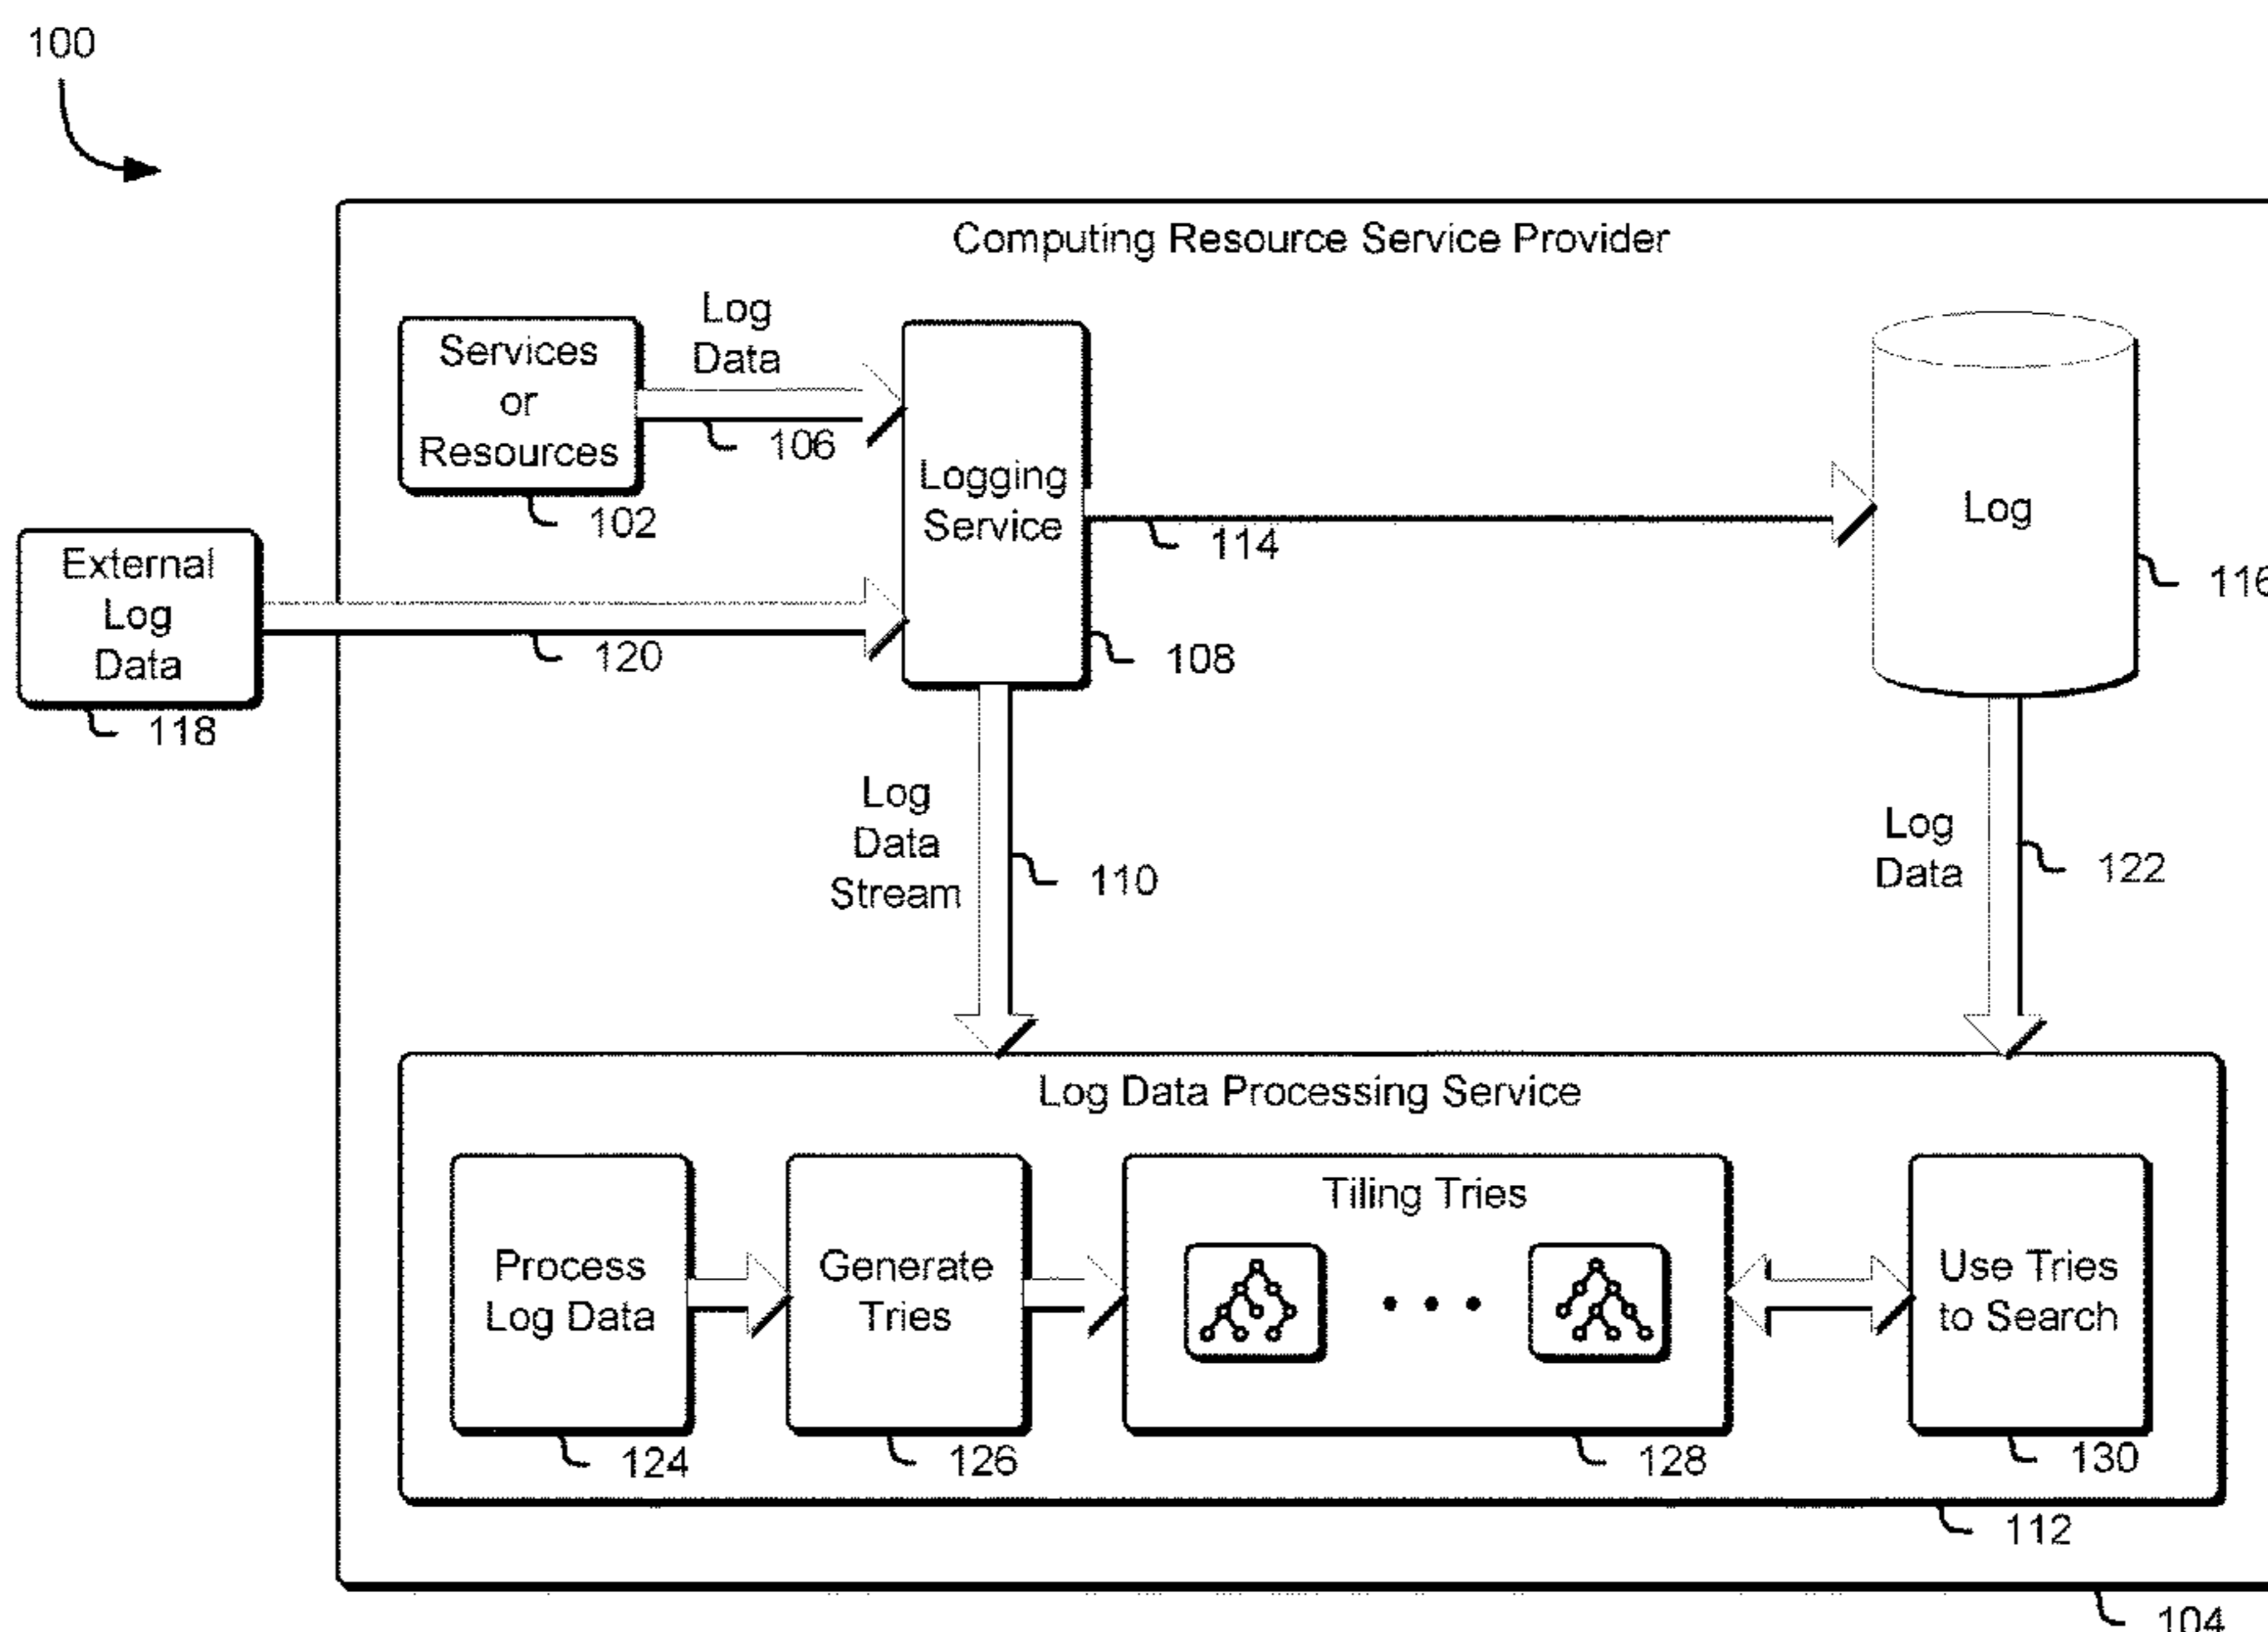 100
Computing Resource Service Provider
Log
Data
Services
or
Resources
106
102
Logging
Service
Log
114
116
External
Log
Data
120
108
118
Log
Data
Stream
110
Log
Data
122
Log Data Processing Service
Process
Log Data
124
Generate
Tries
126
Tiling Tries
128
Use Tries
to Search
130
112
104